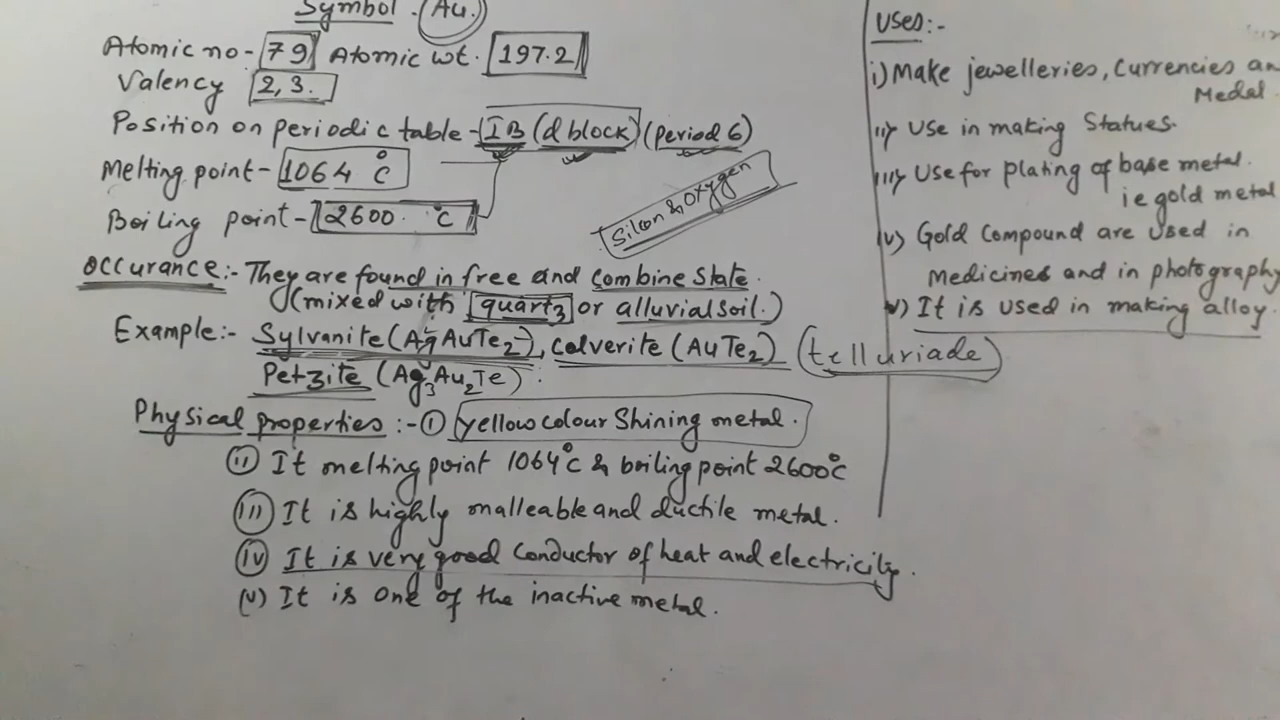 Symbol - (Au.)
Atomic no - 79 Atomic wt. 197.2
Valency 2, 3.
Position on periodic table - IB (d block) (period 6)
Melting point - 1064 °C
Boiling point - 2600 °C
Silcon & Oxygen
Occurance:- They are found in free and combine state.
(mixed with quartz or alluvial soil.)
Example:- Sylvanite (AgAuTe2), Calverite (AuTe2) (telluriade)
Petzite (Ag3Au2Te)
Physical properties :- (i) yellow colour Shining metal.
(ii) It melting point 1064°c & boiling point 2600°c
(iii) It is highly malleable and ductile metal.
(iv) It is very good Conductor of heat and electricity.
(v) It is one of the inactive metal.
Uses:-
i) Make jewelleries, Currencies an
Medal.
ii) Use in making Statues.
iii) Use for plating of base metal.
ie gold metal
iv) Gold Compound are used in
medicines and in photography
v) It is used in making alloy.